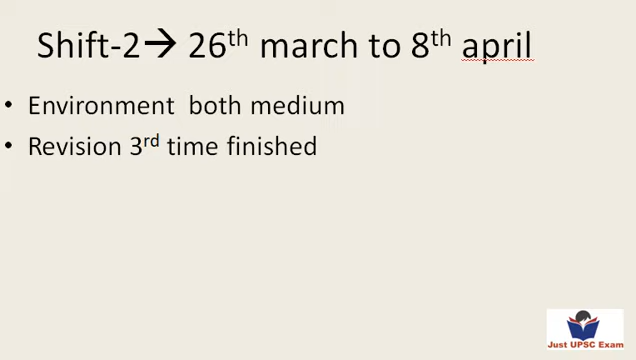 Shift-2→ 26th march to 8th april
• Environment both medium
• Revision 3rd time finished
Just UPSC Exam